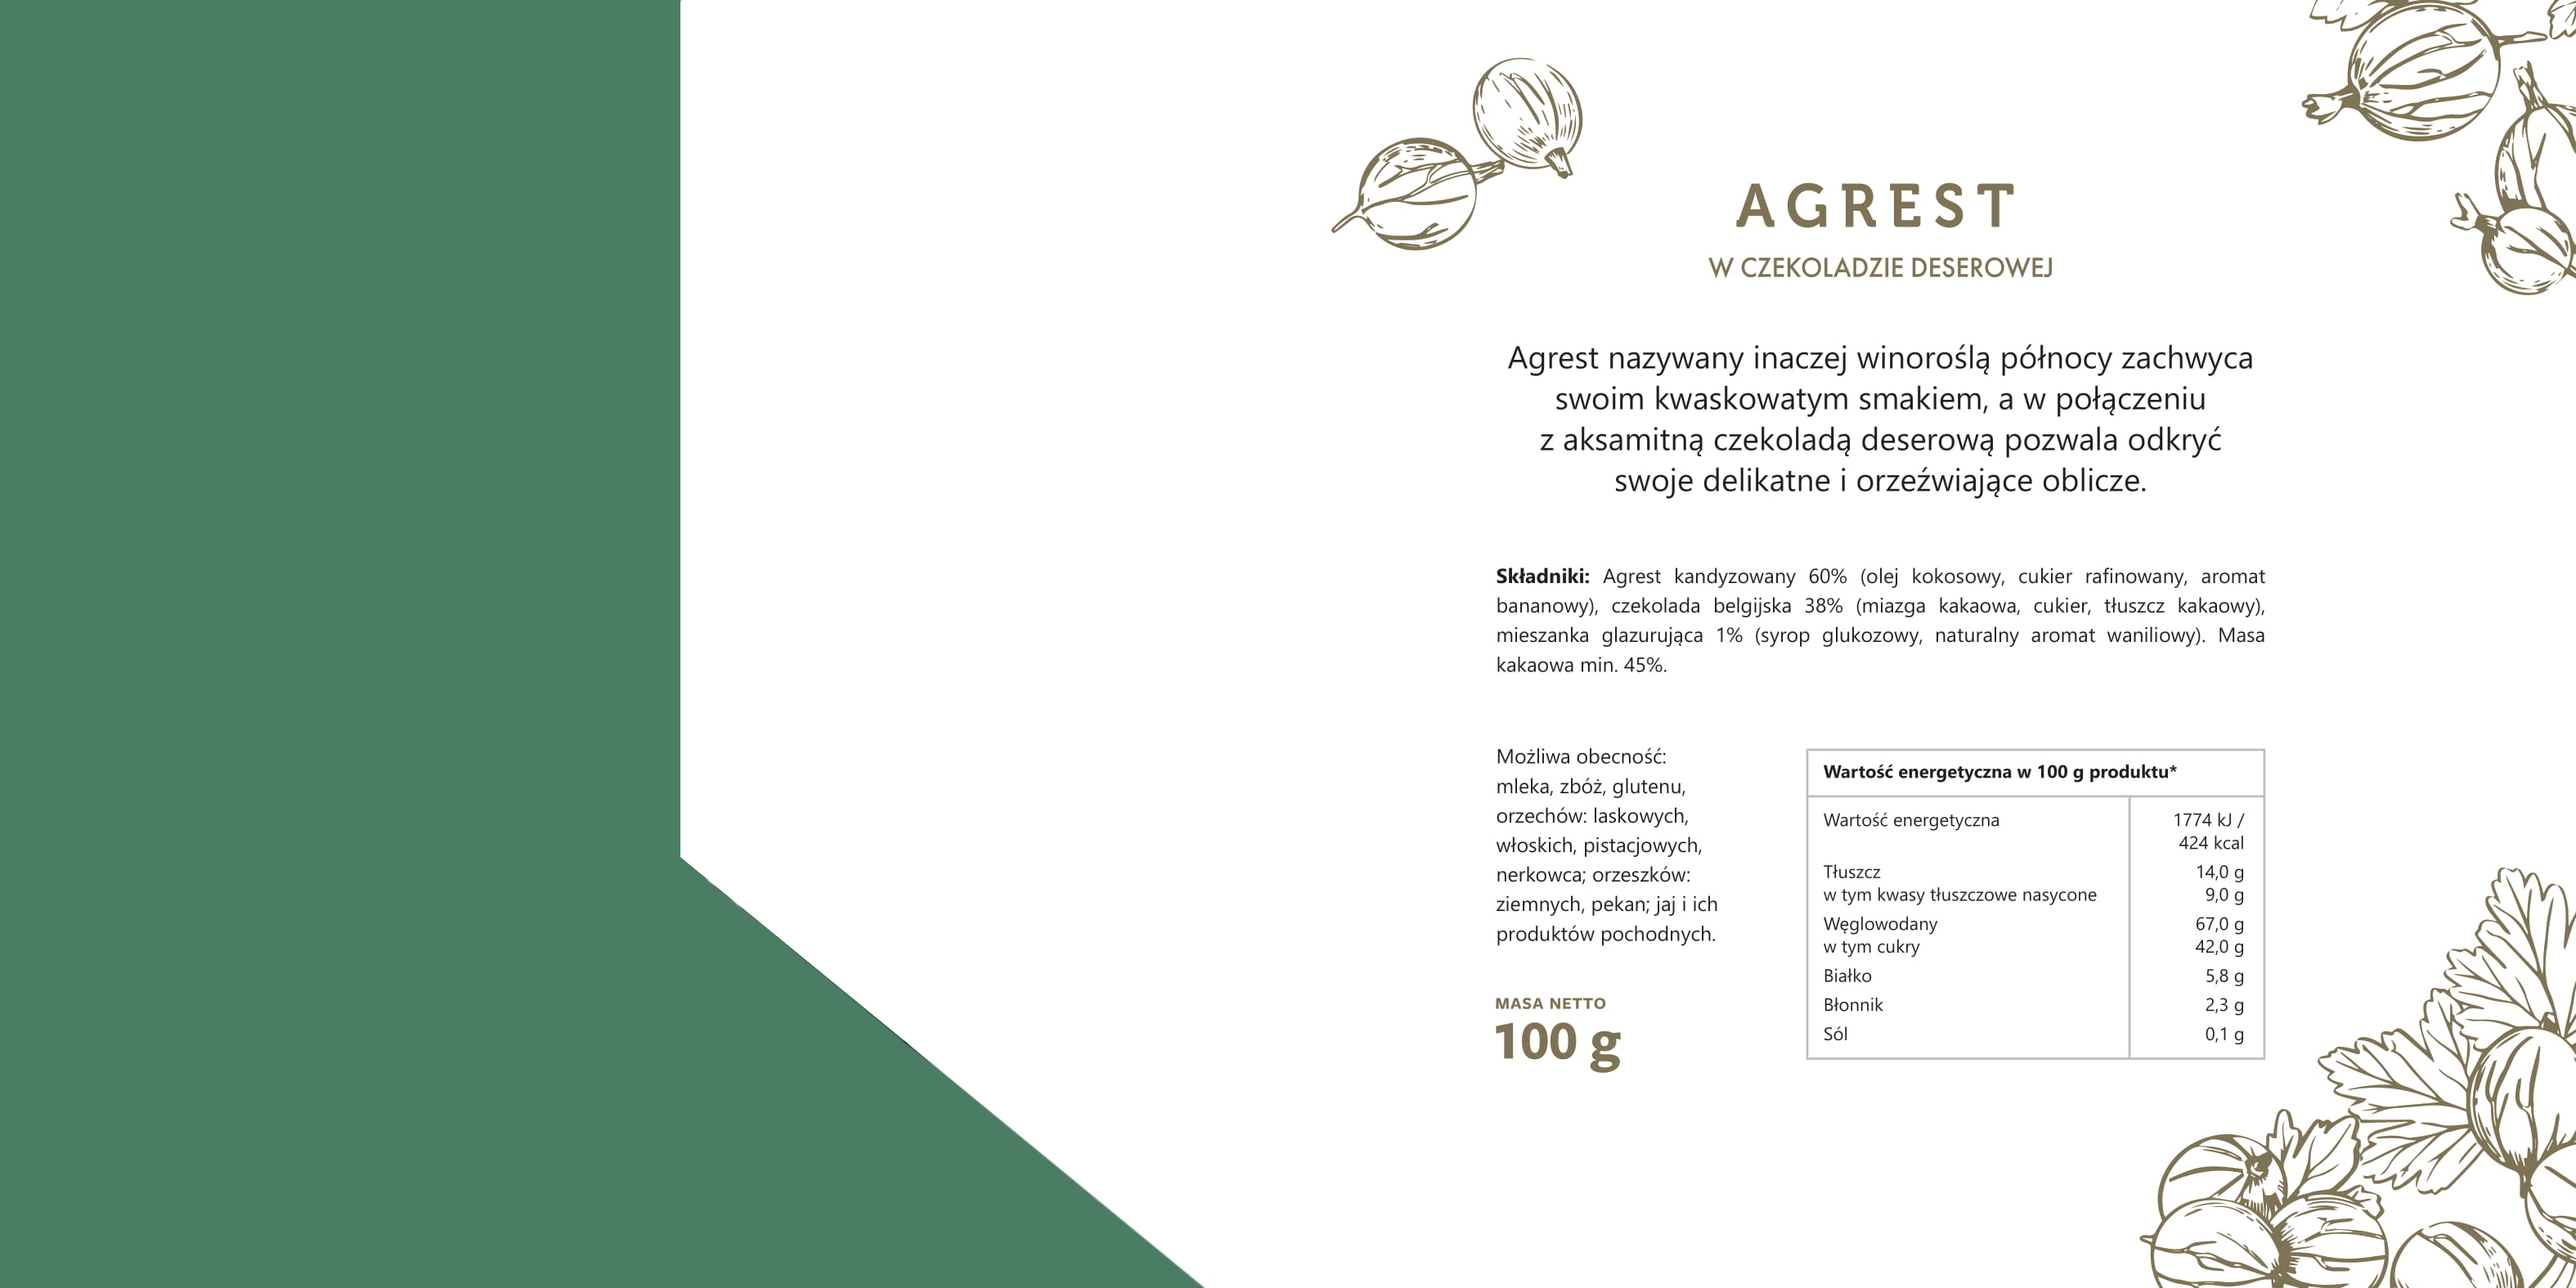 AGREST
W CZEKOLADZIE DESEROWEJ
Agrest nazywany inaczej winoroślą północy zachwyca
swoim kwaskowatym smakiem, a w połączeniu
z aksamitną czekoladą deserową pozwala odkryć
swoje delikatne i orzeźwiające oblicze.
Składniki: Agrest kandyzowany 60% (olej kokosowy, cukier rafinowany, aromat
bananowy), czekolada belgijska 38% (miazga kakaowa, cukier, tłuszcz kakaowy),
mieszanka glazurująca 1% (syrop glukozowy, naturalny aromat waniliowy). Masa
kakaowa min. 45%.
Możliwa obecność:
mleka, zbóż, glutenu,
orzechów: laskowych,
włoskich, pistacjowych,
nerkowca; orzeszków:
ziemnych, pekan; jaj i ich
produktów pochodnych.
MASA NETTO
100 g
Wartość energetyczna w 100 g produktu*
Wartość energetyczna 1774 kJ /
424 kcal
Tłuszcz 14,0 g
w tym kwasy tłuszczowe nasycone 9,0 g
Węglowodany 67,0 g
w tym cukry 42,0 g
Białko 5,8 g
Błonnik 2,3 g
Sól 0,1 g